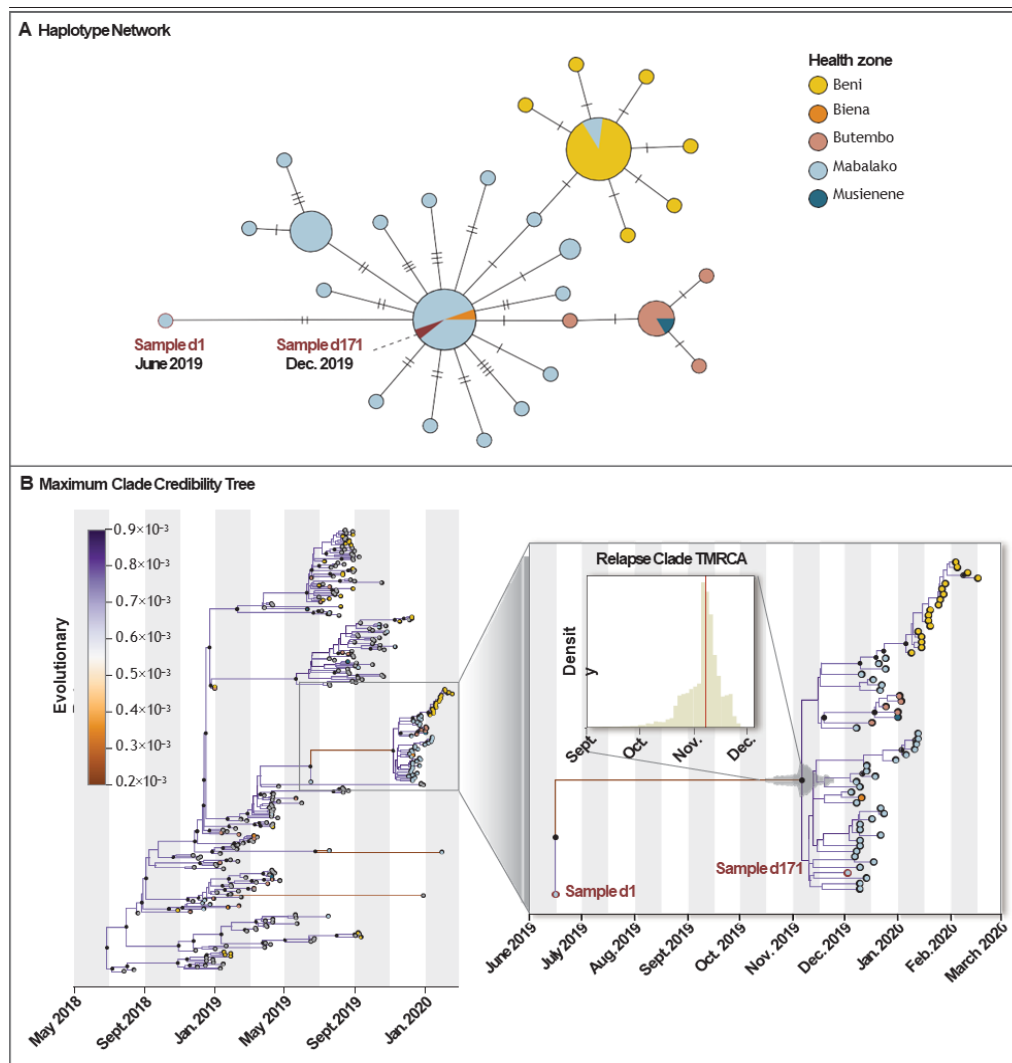 A Haplotype Network
Health zone
Beni
Biena
Butembo
Mabalako
Musienene
Sample d1
June 2019
Sample d171
Dec. 2019
B Maximum Clade Credibility Tree
Evolutionary
0.9×10⁻³
0.8×10⁻³
0.7×10⁻³
0.6×10⁻³
0.5×10⁻³
0.4×10⁻³
0.3×10⁻³
0.2×10⁻³
May 2018
Sept. 2018
Jan. 2019
May 2019
Sept. 2019
Jan. 2020
Relapse Clade TMRCA
Densit
y
Sept.
Oct.
Nov.
Dec.
Sample d1
Sample d171
June 2019
July 2019
Aug. 2019
Sept. 2019
Oct. 2019
Nov. 2019
Dec. 2019
Jan. 2020
Feb. 2020
March 2020